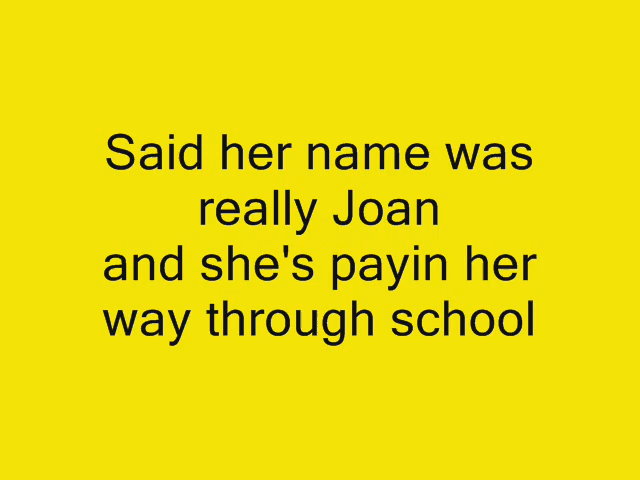 Said her name was
really Joan
and she's payin her
way through school